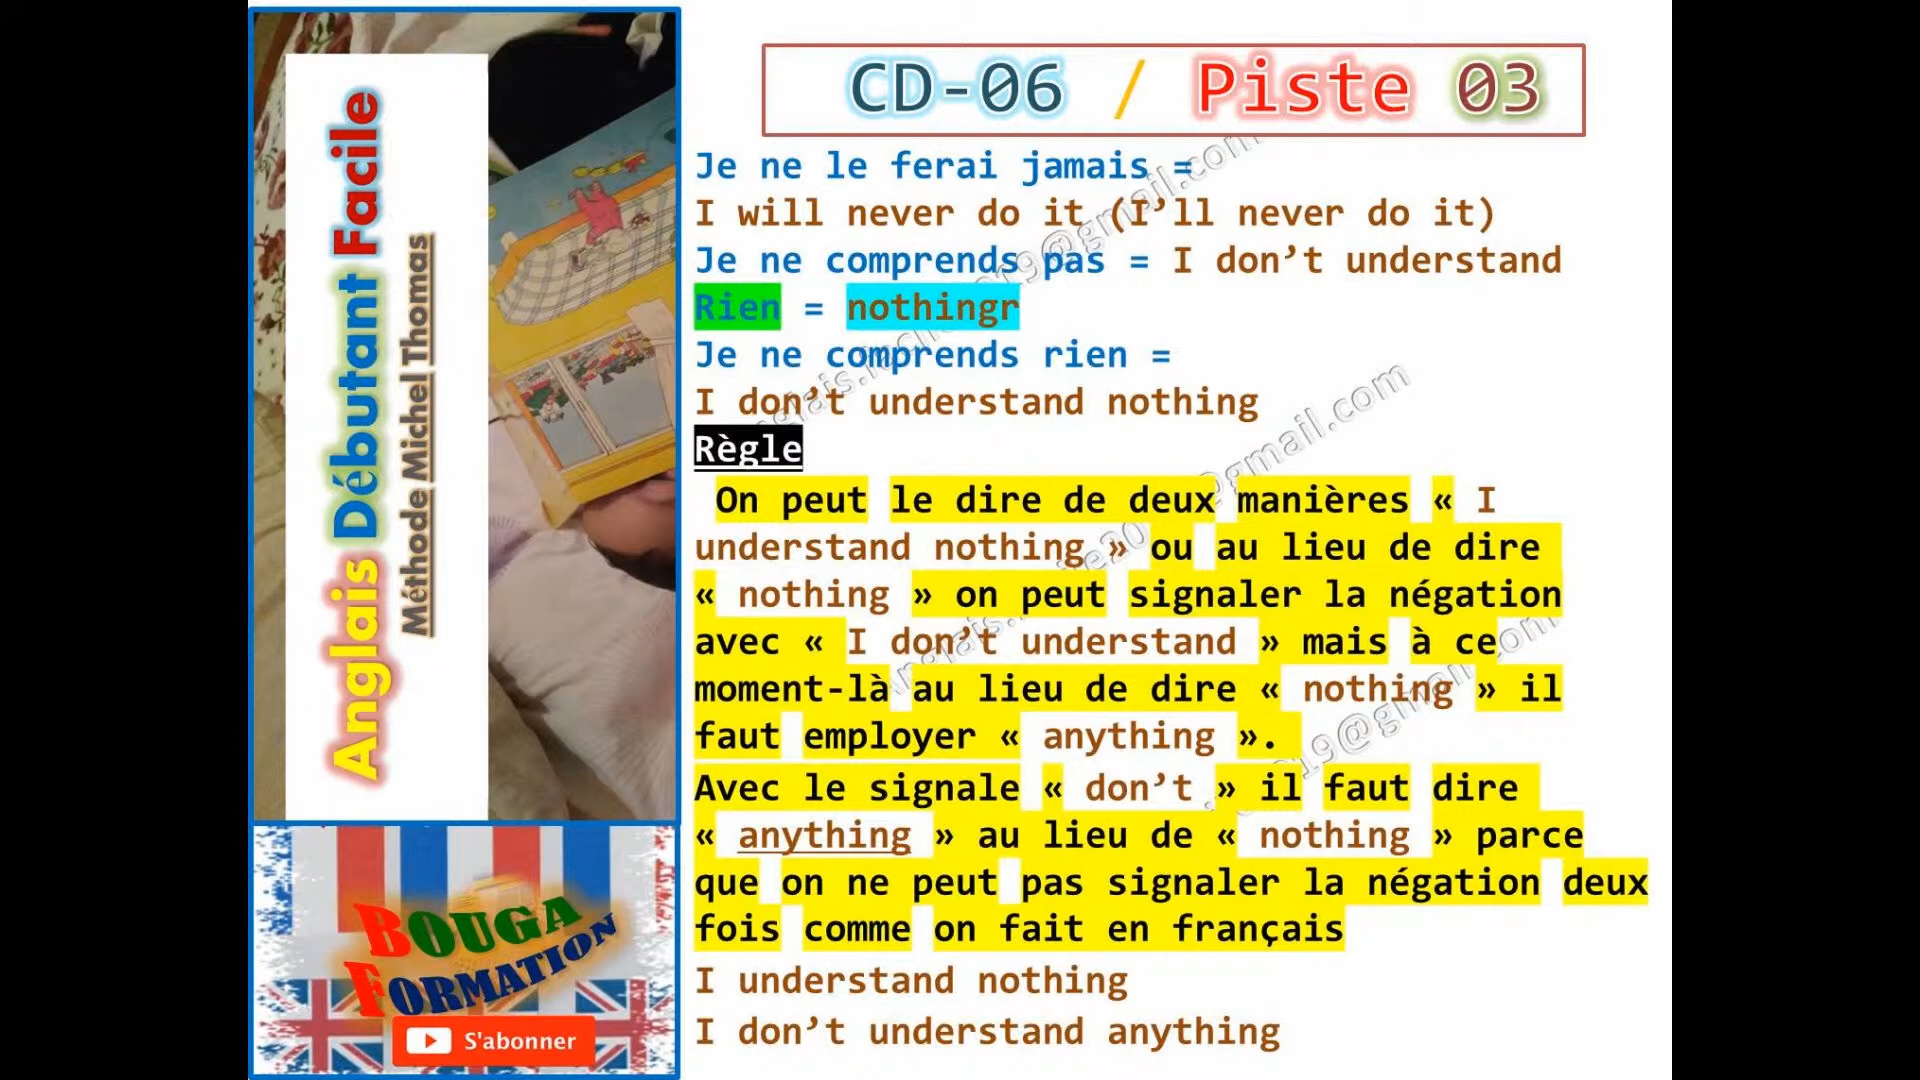 CD-06 / Piste 03
Je ne le ferai jamais =
I will never do it (I’ll never do it)
Je ne comprends pas = I don’t understand
Rien = nothingr
Je ne comprends rien =
I don’t understand nothing
Règle
On peut le dire de deux manières « I
understand nothing » ou au lieu de dire
« nothing » on peut signaler la négation
avec « I don’t understand » mais à ce
moment-là au lieu de dire « nothing » il
faut employer « anything ».
Avec le signale « don’t » il faut dire
« anything » au lieu de « nothing » parce
que on ne peut pas signaler la négation deux
fois comme on fait en français
I understand nothing
I don’t understand anything
Anglais Débutant Facile
Méthode Michel Thomas
BOUGA
FORMATION
S'abonner